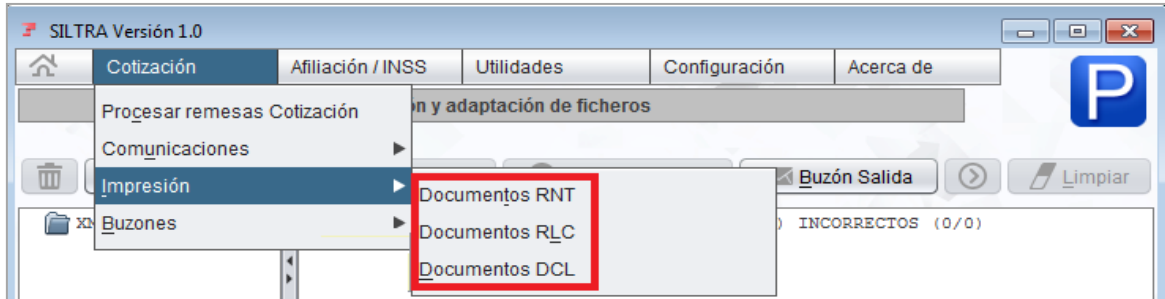 SILTRA Versión 1.0
Cotización Afiliación / INSS Utilidades Configuración Acerca de
P
Procesar remesas Cotización
ón y adaptación de ficheros
Comunicaciones
Impresión
Buzón Salida
Limpiar
Documentos RNT
XM
Buzones
Documentos RLC
) INCORRECTOS (0/0)
Documentos DCL